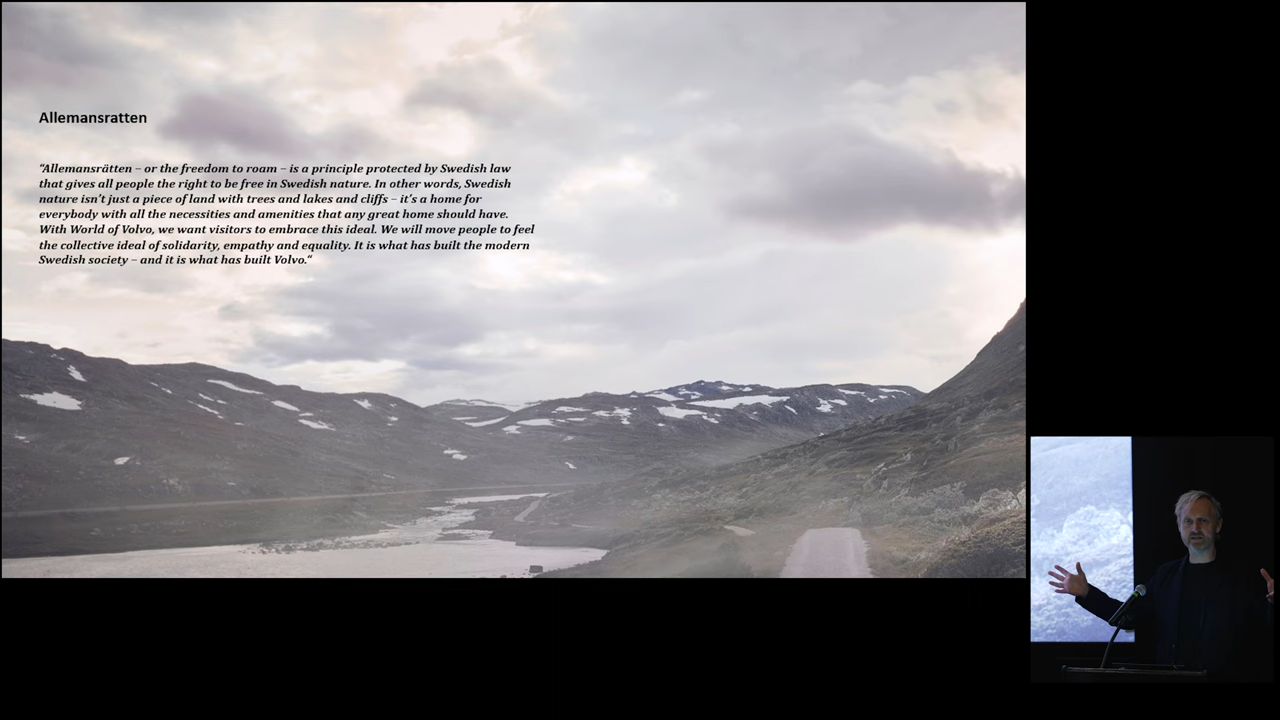 Allemansratten
“Allemansrätten – or the freedom to roam – is a principle protected by Swedish law
that gives all people the right to be free in Swedish nature. In other words, Swedish
nature isn’t just a piece of land with trees and lakes and cliffs – it’s a home for
everybody with all the necessities and amenities that any great home should have.
With World of Volvo, we want visitors to embrace this ideal. We will move people to feel
the collective ideal of solidarity, empathy and equality. It is what has built the modern
Swedish society – and it is what has built Volvo.“